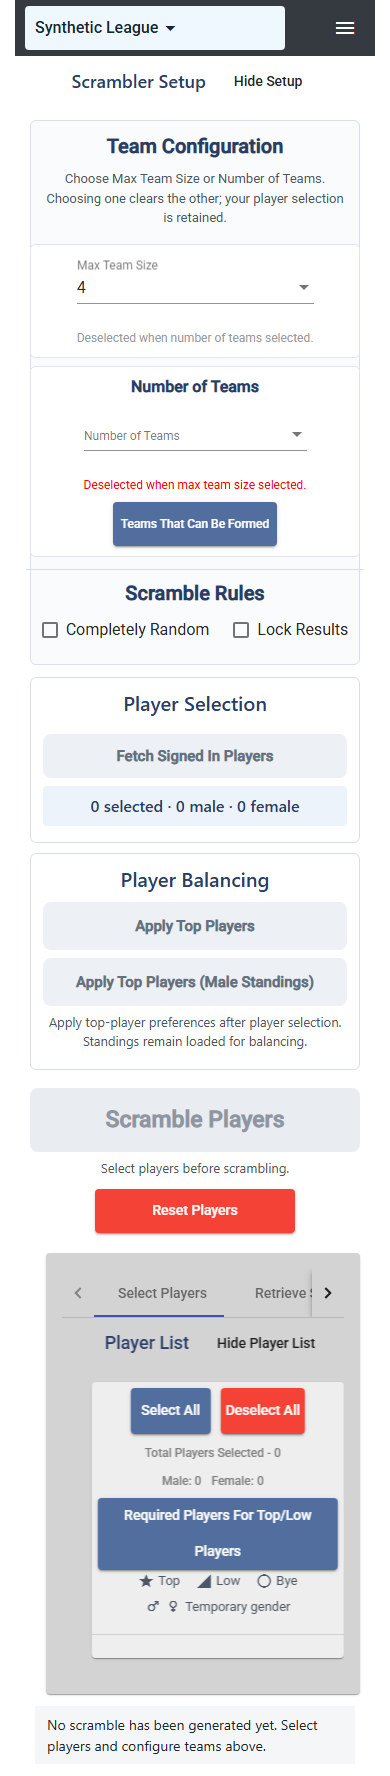 Synthetic League
Scrambler Setup Hide Setup
Team Configuration
Choose Max Team Size or Number of Teams.
Choosing one clears the other; your player selection
is retained.
Max Team Size
4
Deselected when number of teams selected.
Number of Teams
Number of Teams
Deselected when max team size selected.
Teams That Can Be Formed
Scramble Rules
Completely Random Lock Results
Player Selection
Fetch Signed In Players
0 selected · 0 male · 0 female
Player Balancing
Apply Top Players
Apply Top Players (Male Standings)
Apply top-player preferences after player selection.
Standings remain loaded for balancing.
Scramble Players
Select players before scrambling.
Reset Players
Select Players Retrieve
Player List Hide Player List
Select All Deselect All
Total Players Selected - 0
Male: 0 Female: 0
Required Players For Top/Low
Players
Top Low Bye
♂ ♀ Temporary gender
No scramble has been generated yet. Select
players and configure teams above.